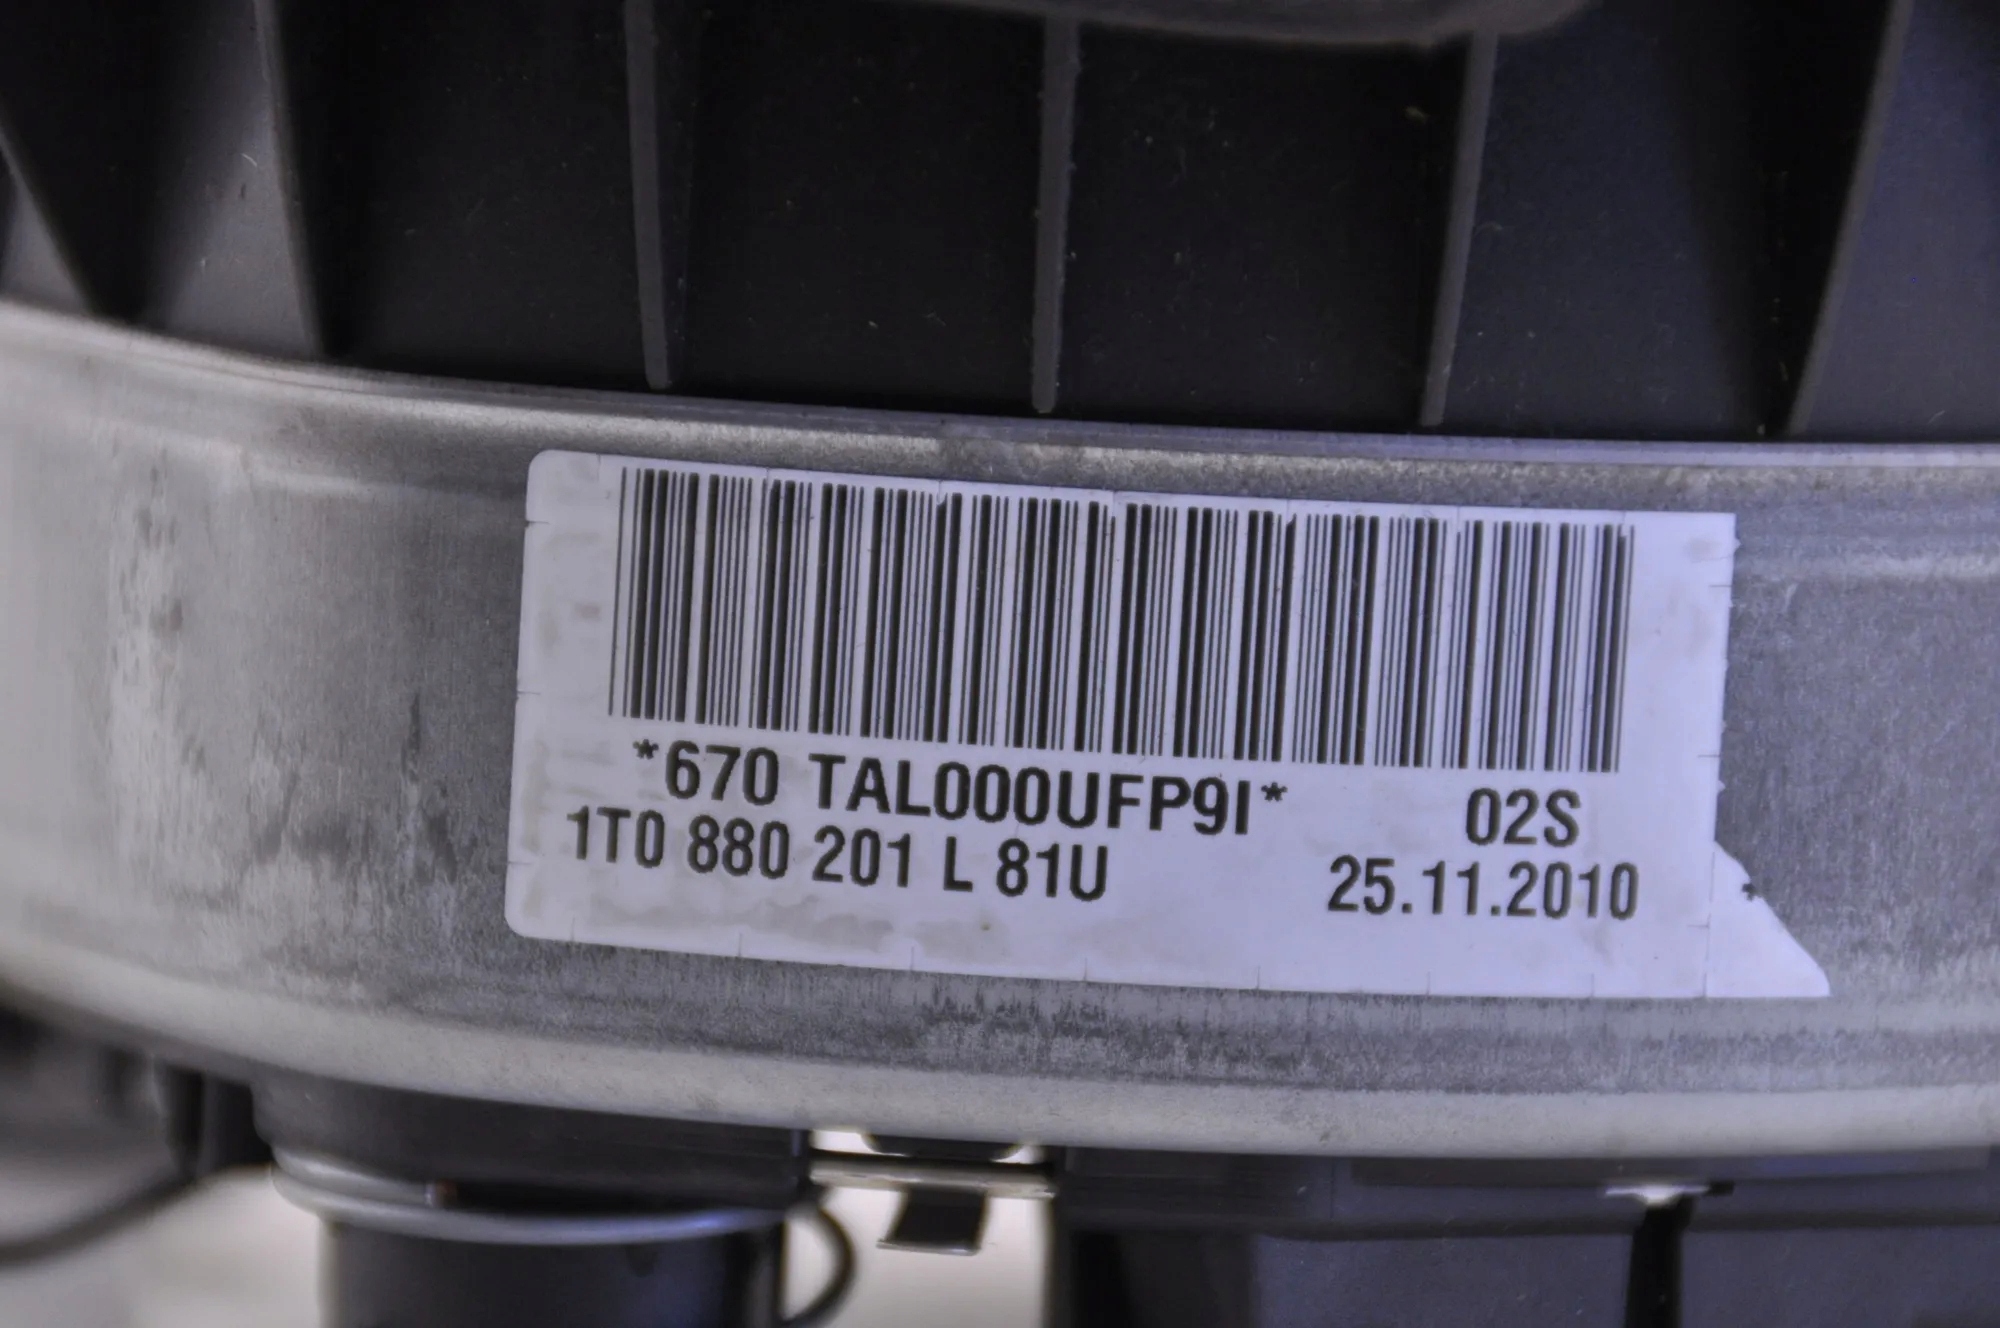 *670 TAL000UFP9I* 02S
1T0 880 201 L 81U 25.11.2010